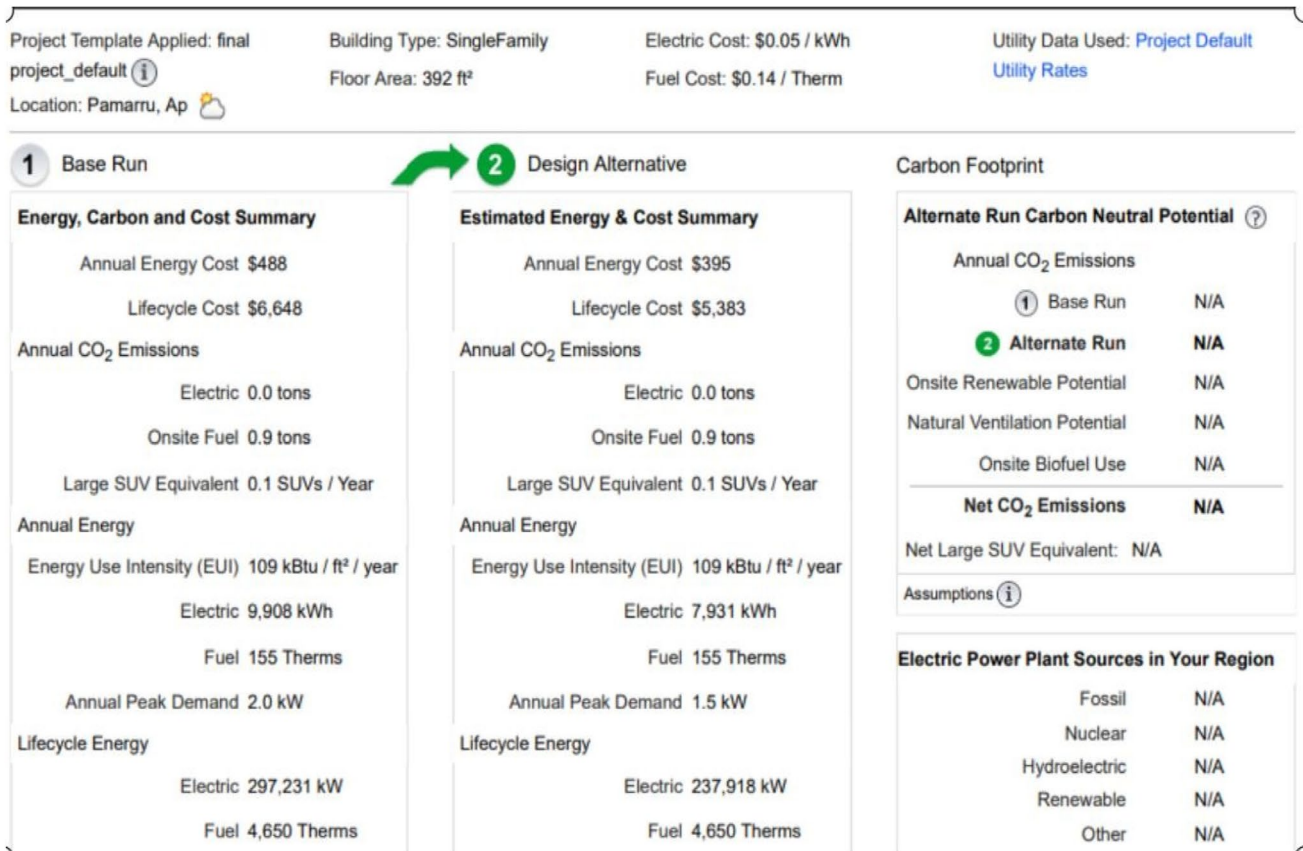 Project Template Applied: final
project_default i
Location: Pamarru, Ap
Building Type: SingleFamily
Floor Area: 392 ft²
Electric Cost: $0.05 / kWh
Fuel Cost: $0.14 / Therm
Utility Data Used: Project Default
Utility Rates
1 Base Run
Energy, Carbon and Cost Summary
Annual Energy Cost $488
Lifecycle Cost $6,648
Annual CO2 Emissions
Electric 0.0 tons
Onsite Fuel 0.9 tons
Large SUV Equivalent 0.1 SUVs / Year
Annual Energy
Energy Use Intensity (EUI) 109 kBtu / ft² / year
Electric 9,908 kWh
Fuel 155 Therms
Annual Peak Demand 2.0 kW
Lifecycle Energy
Electric 297,231 kW
Fuel 4,650 Therms
2 Design Alternative
Estimated Energy & Cost Summary
Annual Energy Cost $395
Lifecycle Cost $5,383
Annual CO2 Emissions
Electric 0.0 tons
Onsite Fuel 0.9 tons
Large SUV Equivalent 0.1 SUVs / Year
Annual Energy
Energy Use Intensity (EUI) 109 kBtu / ft² / year
Electric 7,931 kWh
Fuel 155 Therms
Annual Peak Demand 1.5 kW
Lifecycle Energy
Electric 237,918 kW
Fuel 4,650 Therms
Carbon Footprint
Alternate Run Carbon Neutral Potential ?
Annual CO2 Emissions
1 Base Run N/A
2 Alternate Run N/A
Onsite Renewable Potential N/A
Natural Ventilation Potential N/A
Onsite Biofuel Use N/A
Net CO2 Emissions N/A
Net Large SUV Equivalent: N/A
Assumptions i
Electric Power Plant Sources in Your Region
Fossil N/A
Nuclear N/A
Hydroelectric N/A
Renewable N/A
Other N/A